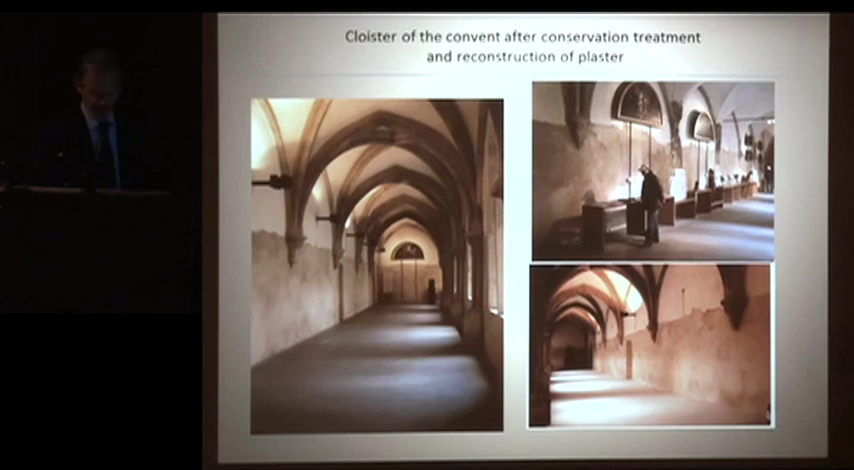 Cloister of the convent after conservation treatment
and reconstruction of plaster